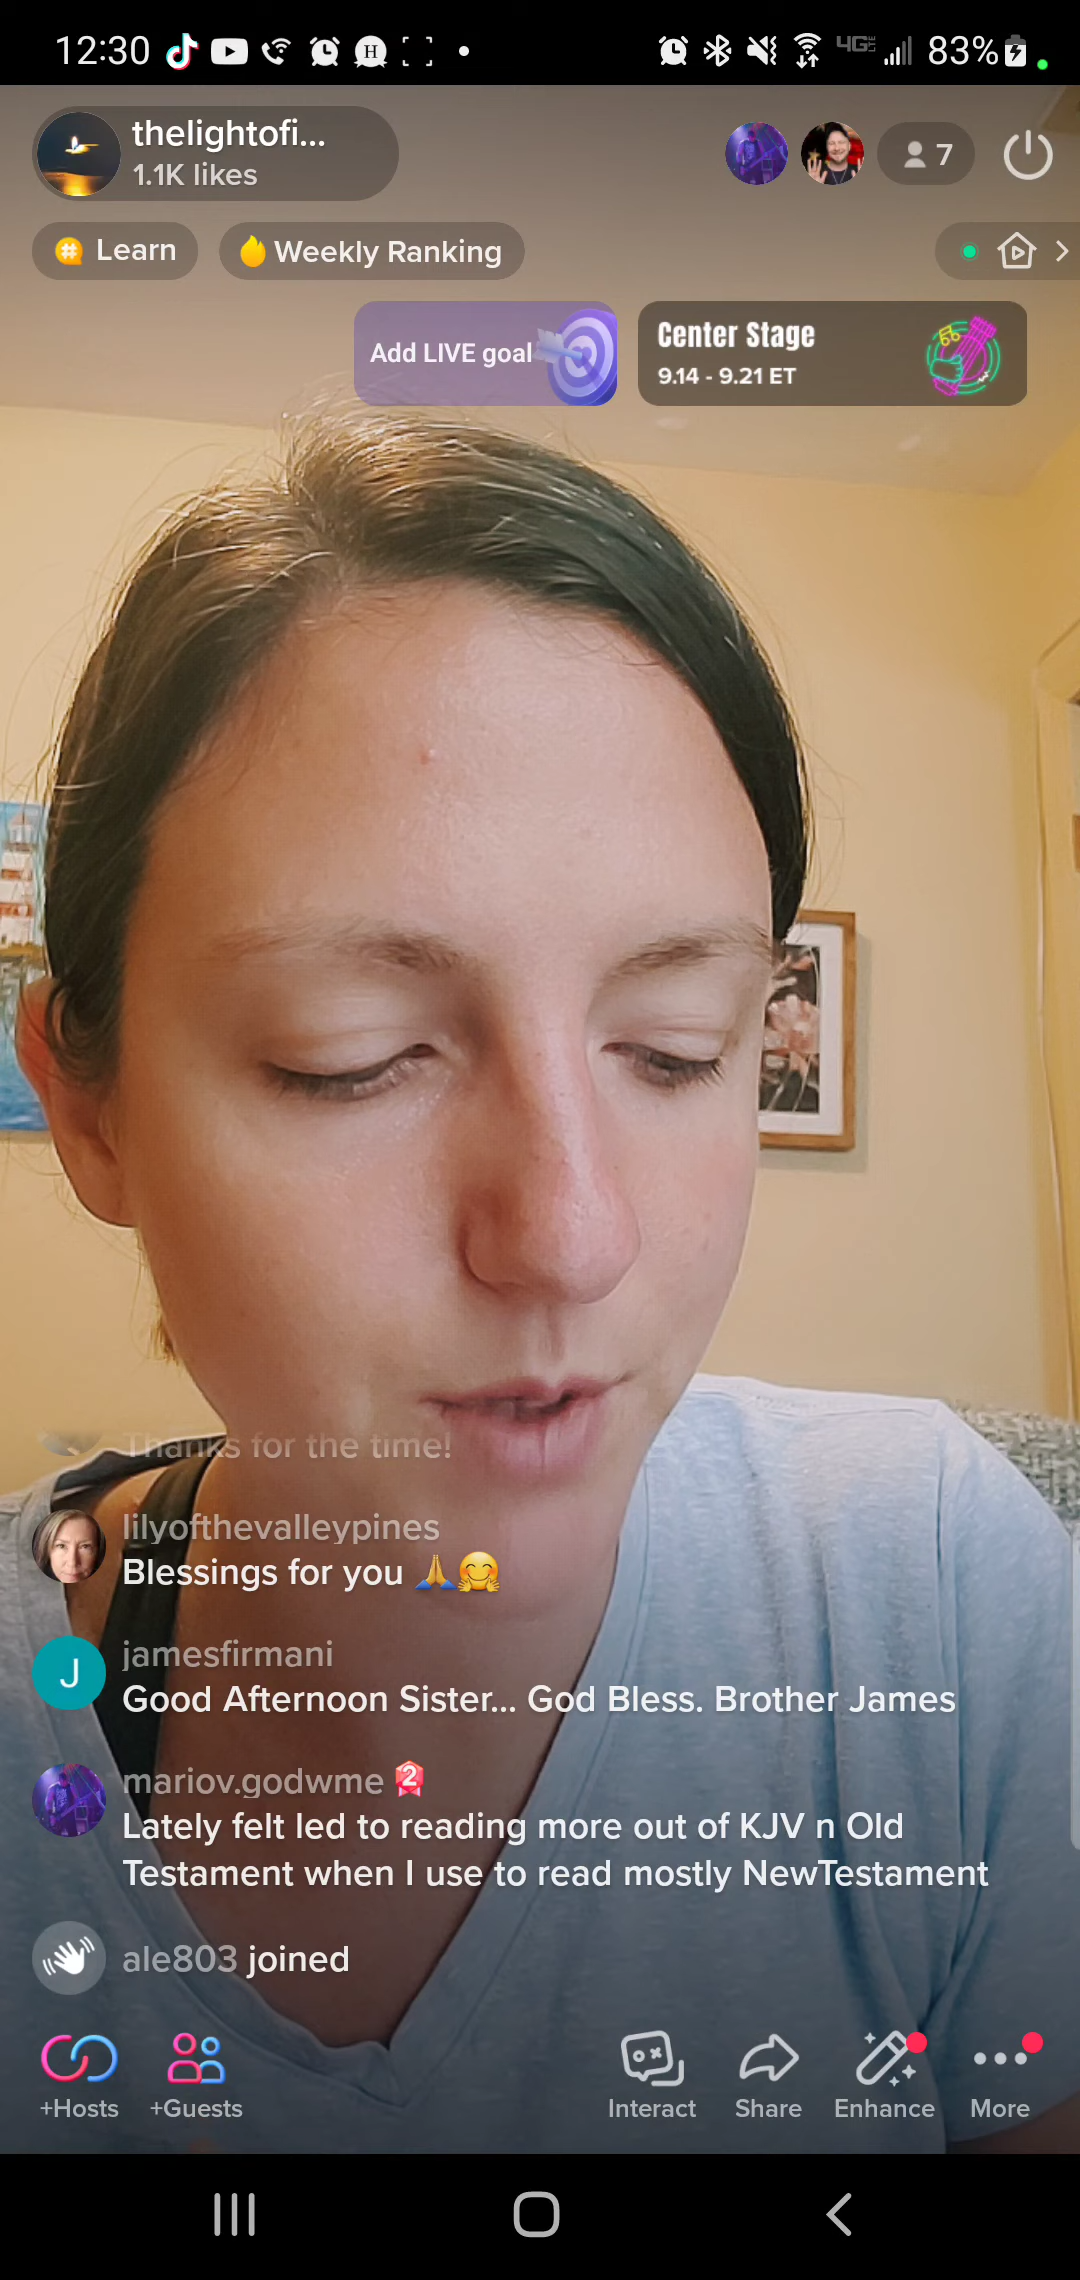 12:30
4G LTE
83%
thelightofi...
1.1K likes
7
Learn
Weekly Ranking
Add LIVE goal
Center Stage
9.14 - 9.21 ET
Thanks for the time!
lilyofthevalleypines
Blessings for you 🙏🤗
J
jamesfirmani
Good Afternoon Sister... God Bless. Brother James
mariov.godwme 2
Lately felt led to reading more out of KJV n Old
Testament when I use to read mostly NewTestament
ale803 joined
+Hosts
+Guests
Interact
Share
Enhance
More